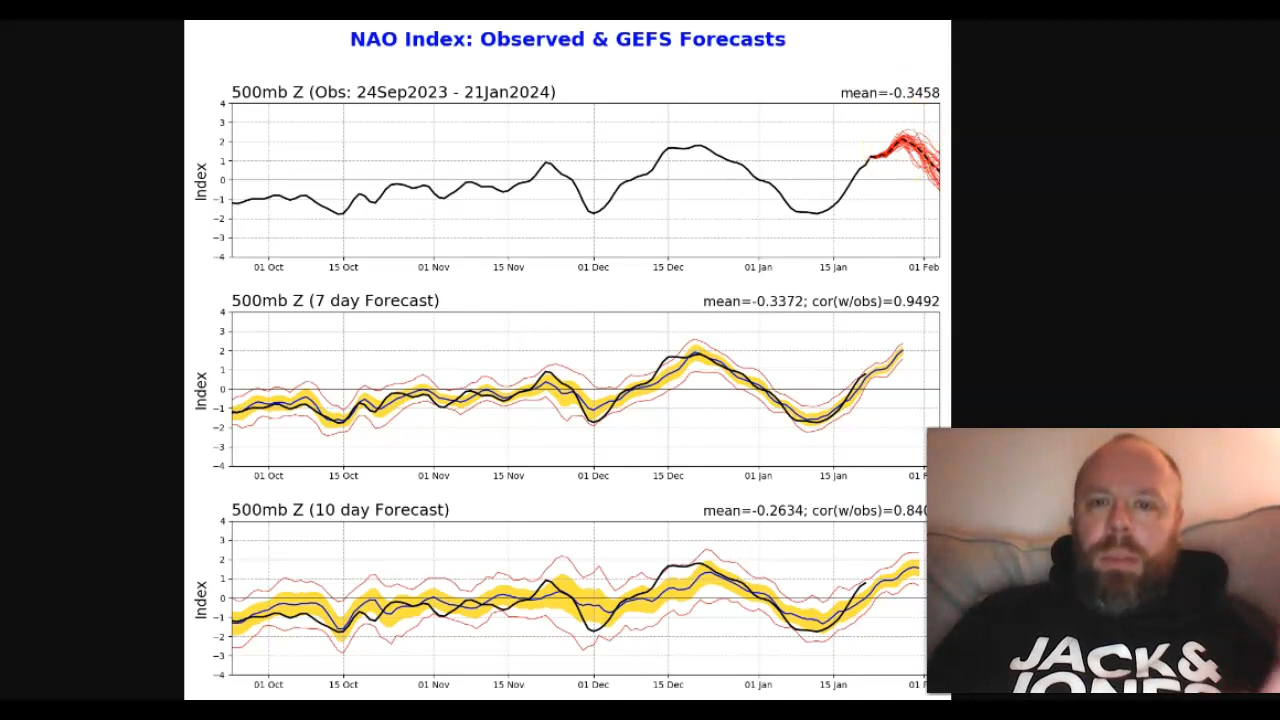 NAO Index: Observed & GEFS Forecasts
500mb Z (Obs: 24Sep2023 - 21Jan2024)
mean=-0.3458
4
3
2
1
0
−1
−2
−3
−4
Index
01 Oct 15 Oct 01 Nov 15 Nov 01 Dec 15 Dec 01 Jan 15 Jan 01 Feb
500mb Z (7 day Forecast)
mean=-0.3372; cor(w/obs)=0.9492
4
3
2
1
0
−1
−2
−3
−4
Index
01 Oct 15 Oct 01 Nov 15 Nov 01 Dec 15 Dec 01 Jan 15 Jan 01
500mb Z (10 day Forecast)
mean=-0.2634; cor(w/obs)=0.840
4
3
2
1
0
−1
−2
−3
−4
Index
01 Oct 15 Oct 01 Nov 15 Nov 01 Dec 15 Dec 01 Jan 15 Jan 01 F
JACK&
JONES